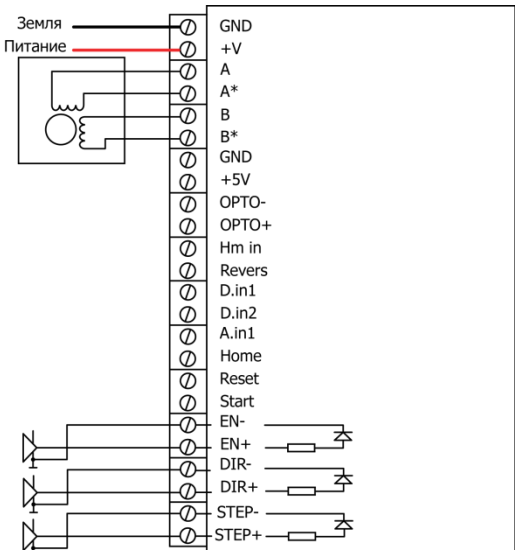 Земля
GND
Питание
+V
A
A*
B
B*
GND
+5V
OPTO-
OPTO+
Hm in
Revers
D.in1
D.in2
A.in1
Home
Reset
Start
EN-
EN+
DIR-
DIR+
STEP-
STEP+